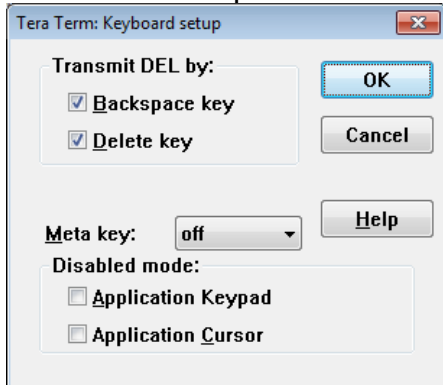 Tera Term: Keyboard setup
Transmit DEL by:
OK
Backspace key
Delete key
Cancel
Meta key:
off
Help
Disabled mode:
Application Keypad
Application Cursor